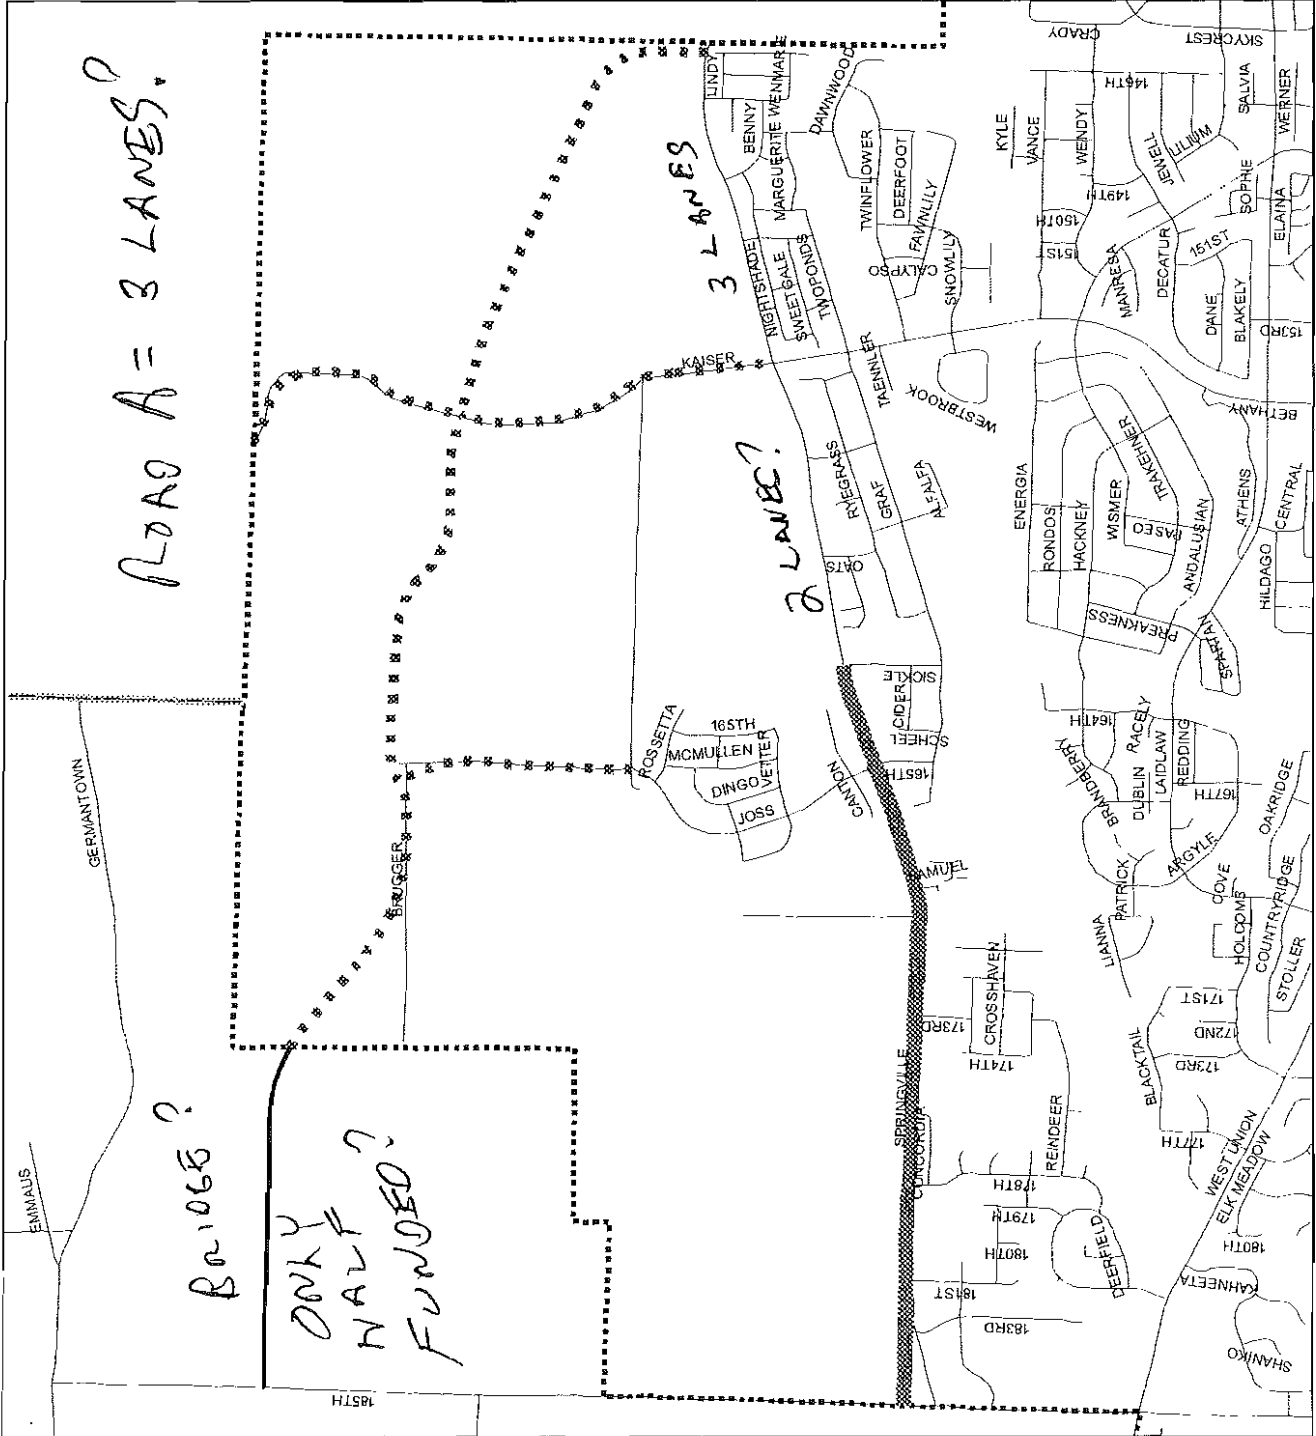 ROAD A = 3 LANES?
3 LANES
2 LANES?
BRIDGE?
ONLY
HALF
FUNDED?
EMMAUS
GERMANTOWN
185TH
BRUGGER
KAISER
SPRINGVILLE
LINDY
BENNY
MARGUERITE
WENMARIE
DAWNWOOD
NIGHTSHADE
SWEETGALE
TWOPONDS
TWINFLOWER
DEERFOOT
FAWNLILY
CALYPSO
SNOWLILY
TAENNLER
WESTBROOK
RYEGRASS
GRAF
ALFALFA
OATS
SICKLE
CIDER
SCHEEL
165TH
CANTON
ROSSETTA
165TH
MCMULLEN
VETTER
DINGO
JOSS
SAMUEL
CRADY
SKYCREST
KYLE
VANCE
WENDY
146TH
JEWELL
LILIUM
SALVIA
WERNER
149TH
150TH
151ST
SOPHIE
ELAINA
MANRESA
DECATUR
151ST
DANE
BLAKELY
153RD
BETHANY
ENERGIA
RONDOS
HACKNEY
WISMER
TRAKEHNER
PASEO
ANDALUSIAN
ATHENS
CENTRAL
HILDAGO
PREAKNESS
SPARTAN
164TH
BRANDBERRY
DUBLIN
RACELY
LAIDLAW
REDDING
167TH
ARGYLE
OAKRIDGE
PATRICK
LIANNA
COVE
HOLCOMB
COUNTRYRIDGE
STOLLER
CROSSHAVEN
173RD
174TH
171ST
172ND
173RD
BLACKTAIL
177TH
REINDEER
CONCORDIA
178TH
179TH
180TH
181ST
183RD
DEERFIELD
WEST UNION
ELK MEADOW
180TH
KAHNEETA
SHANIKO